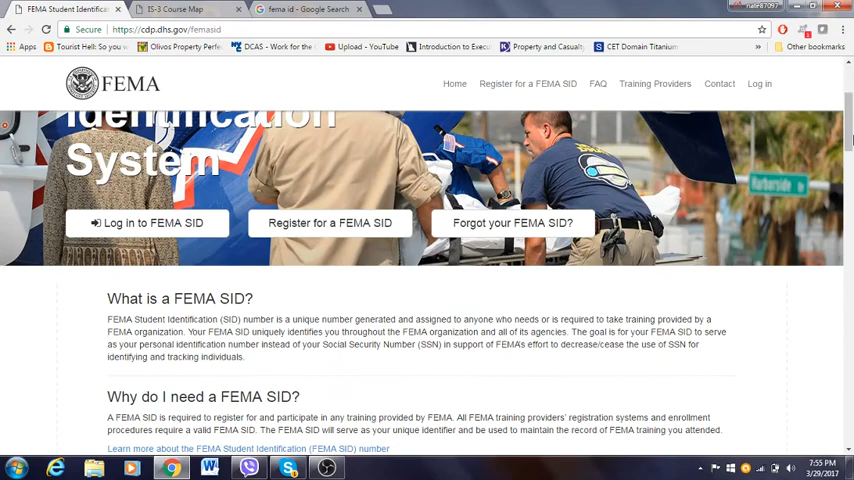 FEMA Student Identificat
IS-3 Course Map
fema id - Google Search
nate87097
Secure
https://cdp.dhs.gov/femasid
Apps
Tourist Hell: So you w
Olivos Property Defen
DCAS - Work for the
Upload - YouTube
Introduction to Execut
Property and Casualty
CET Domain Titanium
»
Other bookmarks
FEMA
Home
Register for a FEMA SID
FAQ
Training Providers
Contact
Log in
Identification
System
Harborside Dr
Log in to FEMA SID
Register for a FEMA SID
Forgot your FEMA SID?
What is a FEMA SID?
FEMA Student Identification (SID) number is a unique number generated and assigned to anyone who needs or is required to take training provided by a
FEMA organization. Your FEMA SID uniquely identifies you throughout the FEMA organization and all of its agencies. The goal is for your FEMA SID to serve
as your personal identification number instead of your Social Security Number (SSN) in support of FEMA's effort to decrease/cease the use of SSN for
identifying and tracking individuals.
Why do I need a FEMA SID?
A FEMA SID is required to register for and participate in any training provided by FEMA. All FEMA training providers' registration systems and enrollment
procedures require a valid FEMA SID. The FEMA SID will serve as your unique identifier and be used to maintain the record of FEMA training you attended.
Learn more about the FEMA Student Identification (FEMA SID) number
7:55 PM
3/29/2017